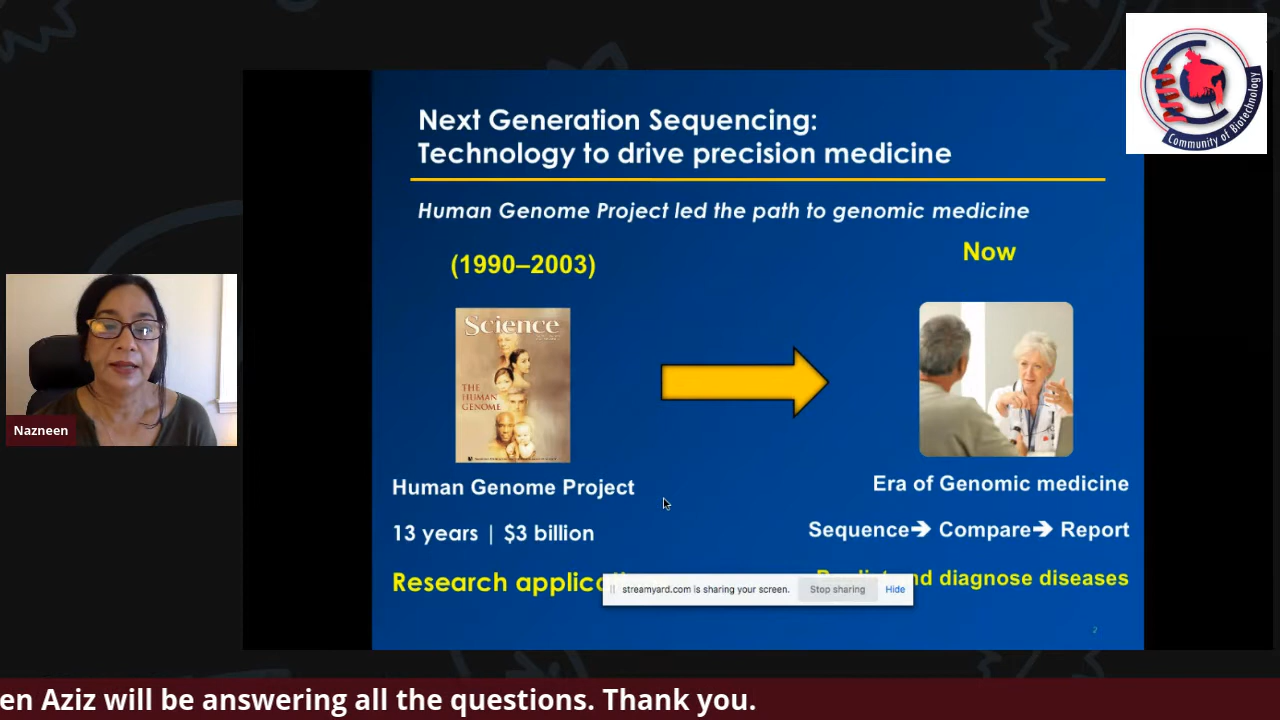 Community of Biotechnology
Next Generation Sequencing:
Technology to drive precision medicine
Human Genome Project led the path to genomic medicine
(1990–2003)
Now
Science
THE
HUMAN
GENOME
Nazneen
Human Genome Project
Era of Genomic medicine
13 years | $3 billion
Sequence➔ Compare➔ Report
Research
diagnose diseases
streamyard.com is sharing your screen.
Stop sharing
Hide
2
en Aziz will be answering all the questions. Thank you.